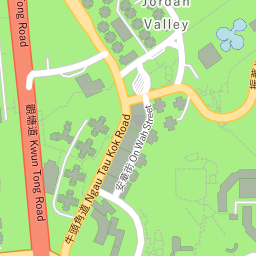 Jordan
Valley
ng Road
觀塘道 Kwun Tong Road
牛頭角道 Ngau Tau Kok Road
安華街 On Wah Street